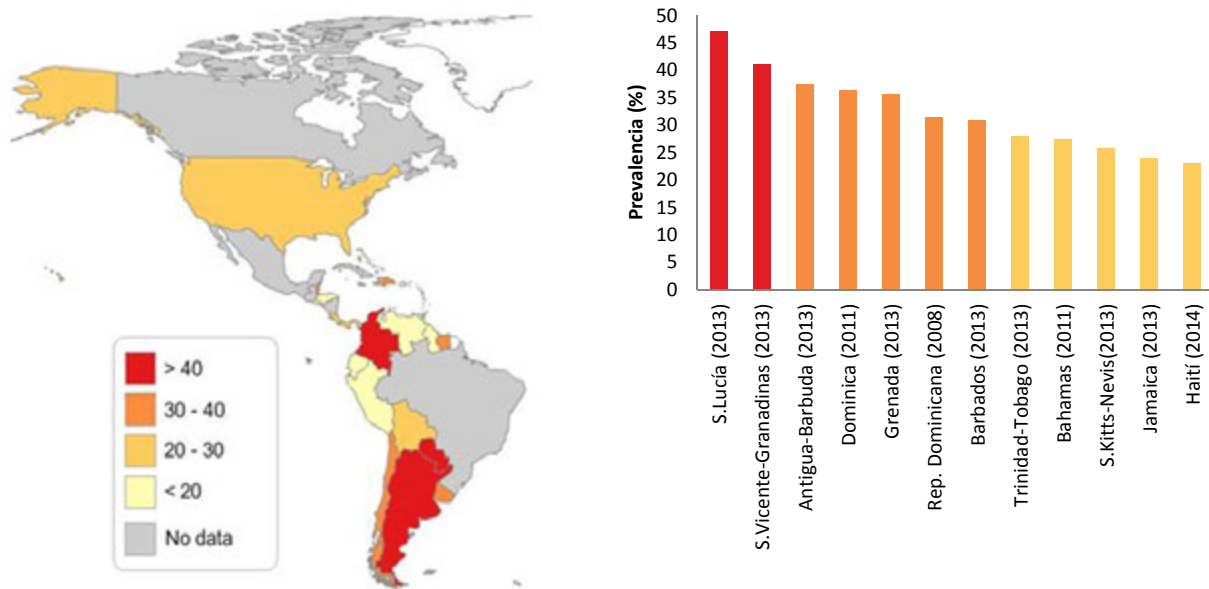 > 40
30 - 40
20 - 30
< 20
No data
Prevalencia (%)
50
45
40
35
30
25
20
15
10
5
0
S.Lucía (2013)
S.Vicente-Granadinas (2013)
Antigua-Barbuda (2013)
Dominica (2011)
Grenada (2013)
Rep. Dominicana (2008)
Barbados (2013)
Trinidad-Tobago (2013)
Bahamas (2011)
S.Kitts-Nevis(2013)
Jamaica (2013)
Haití (2014)